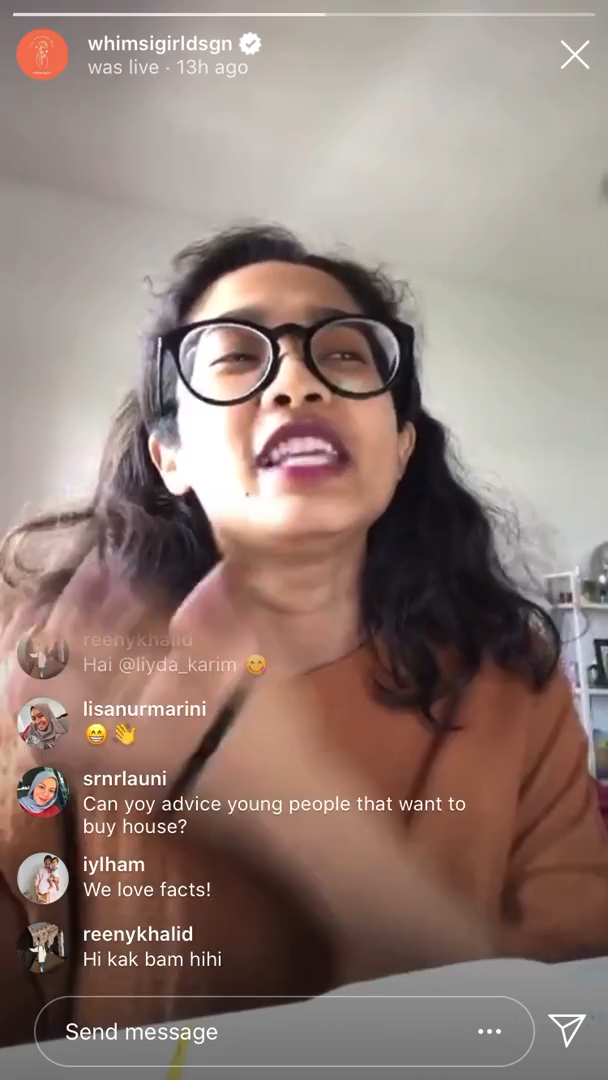 whimsigirldsgn
was live · 13h ago
reenykhalid
Hai @liyda_karim 😋
lisanurmarini
😁 👋
srnrlauni
Can yoy advice young people that want to
buy house?
iylham
We love facts!
reenykhalid
Hi kak bam hihi
Send message